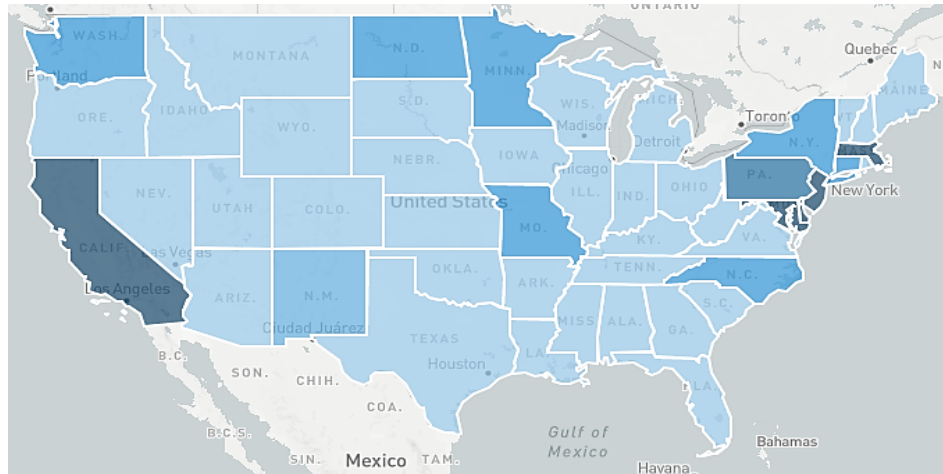 ONTARIO
WASH.
MONTANA
N.D.
MINN.
Quebec
Portland
ORE.
IDAHO
S.D.
WIS.
MICH.
MAINE
VT.
Toronto
WYO.
Madison
Detroit
N.Y.
MASS
NEBR.
IOWA
Chicago
PA.
New York
NEV.
UTAH
COLO.
United States
ILL.
IND.
OHIO
CALIF.
Las Vegas
MO.
KY.
VA.
Los Angeles
ARIZ.
N.M.
OKLA.
ARK.
TENN.
N.C.
S.C.
Ciudad Juárez
TEXAS
MISS
ALA.
GA.
Houston
LA.
FLA.
B.C.
SON.
CHIH.
COA.
B.C.S.
Gulf of
Mexico
Bahamas
SIN.
Mexico
TAM.
Havana